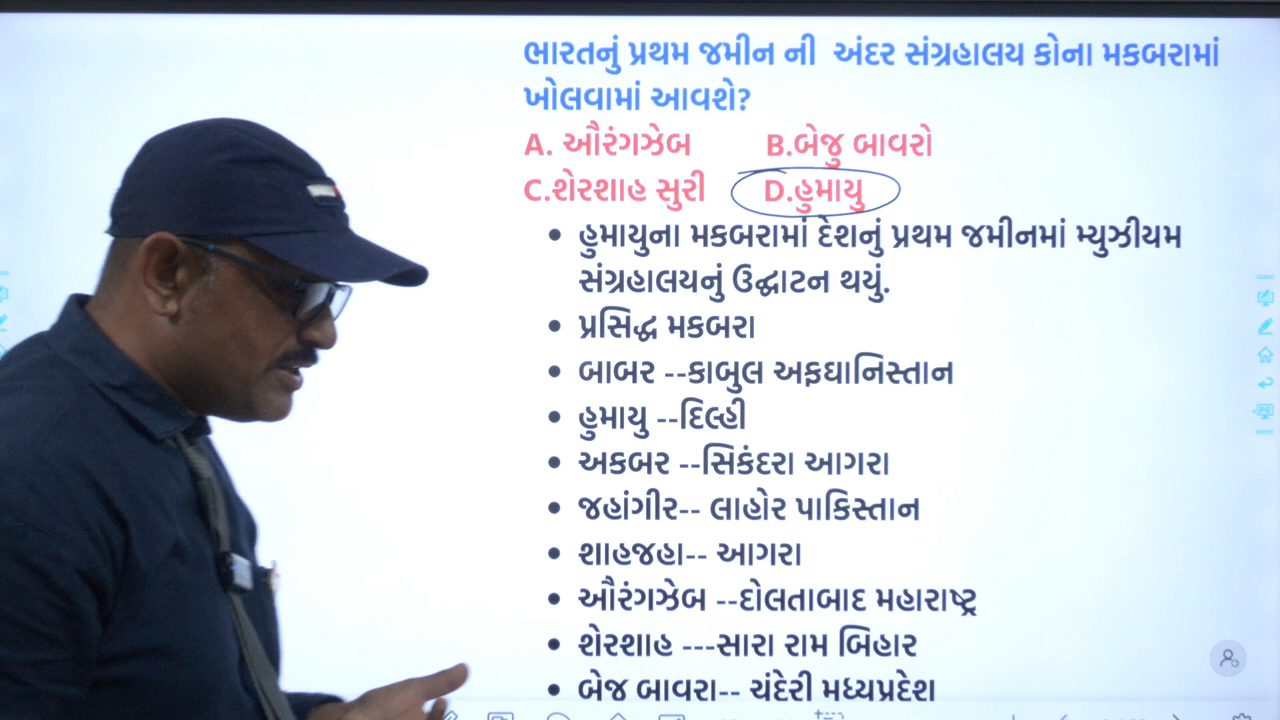 ભારતનું પ્રથમ જમીન ની અંદર સંગ્રહાલય કોના મકબરામાં
ખોલવામાં આવશે?
A. ઔરંગઝેબ B.બેજુ બાવરો
C.શેરશાહ સુરી D.હુમાયુ
• હુમાયુના મકબરામાં દેશનું પ્રથમ જમીનમાં મ્યુઝીયમ
સંગ્રહાલયનું ઉદ્ઘાટન થયું.
• પ્રસિદ્ધ મકબરા
• બાબર --કાબુલ અફઘાનિસ્તાન
• હુમાયુ --દિલ્હી
• અકબર --સિકંદરા આગરા
• જહાંગીર-- લાહોર પાકિસ્તાન
• શાહજહા-- આગરા
• ઔરંગઝેબ --દોલતાબાદ મહારાષ્ટ્ર
• શેરશાહ ---સારા રામ બિહાર
• બેજ બાવરા-- ચંદેરી મધ્યપ્રદેશ